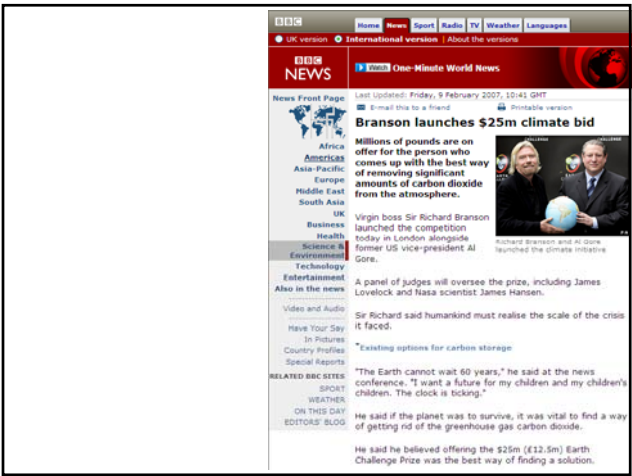 BBC
Home News Sport Radio TV Weather Languages
UK version International version | About the versions
BBC
NEWS
Watch One-Minute World News
News Front Page
Africa
Americas
Asia-Pacific
Europe
Middle East
South Asia
UK
Business
Health
Science &
Environment
Technology
Entertainment
Also in the news
Video and Audio
Have Your Say
In Pictures
Country Profiles
Special Reports
RELATED BBC SITES
SPORT
WEATHER
ON THIS DAY
EDITORS' BLOG
Last Updated: Friday, 9 February 2007, 10:41 GMT
E-mail this to a friend
Printable version
Branson launches $25m climate bid
Millions of pounds are on
offer for the person who
comes up with the best way
of removing significant
amounts of carbon dioxide
from the atmosphere.
Virgin boss Sir Richard Branson
launched the competition
today in London alongside
former US vice-president Al
Gore.
CHALLENGE
CHALLENGE
Richard Branson and Al Gore
launched the climate initiative
A panel of judges will oversee the prize, including James
Lovelock and Nasa scientist James Hansen.
Sir Richard said humankind must realise the scale of the crisis
it faced.
Existing options for carbon storage
"The Earth cannot wait 60 years," he said at the news
conference. "I want a future for my children and my children's
children. The clock is ticking."
He said if the planet was to survive, it was vital to find a way
of getting rid of the greenhouse gas carbon dioxide.
He said he believed offering the $25m (£12.5m) Earth
Challenge Prize was the best way of finding a solution.